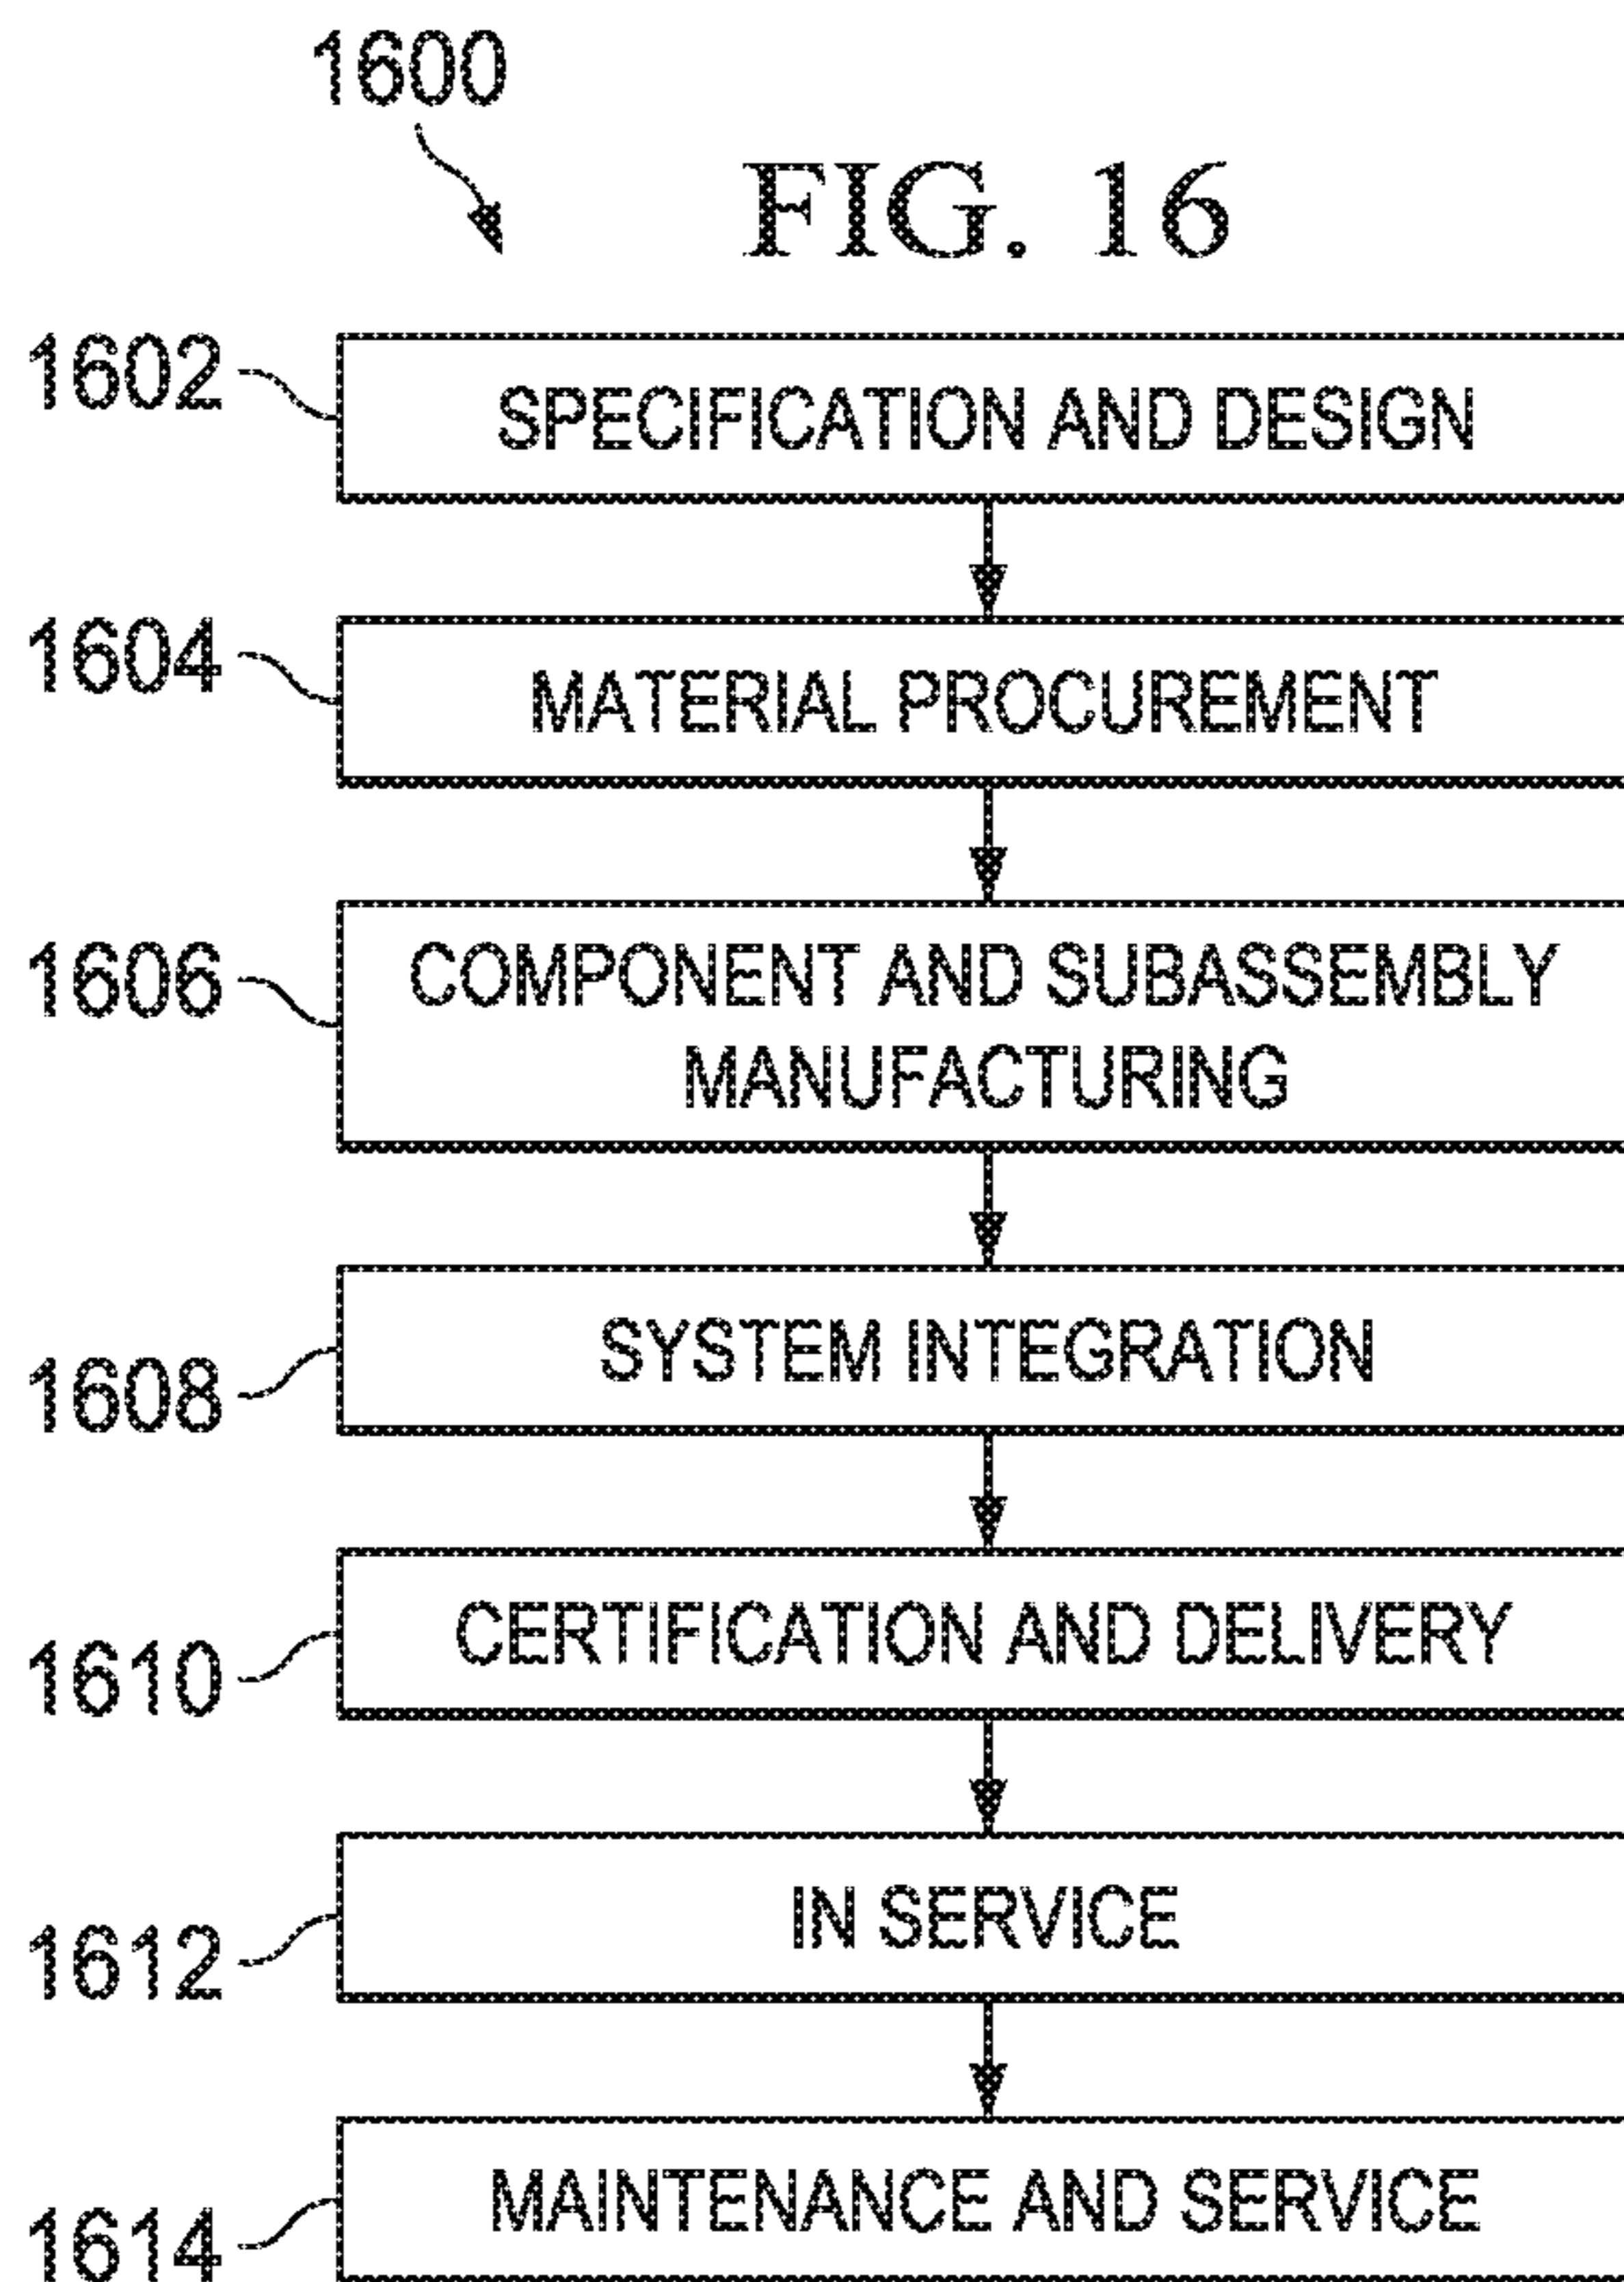 1600
FIG. 16
1602
SPECIFICATION AND DESIGN
1604
MATERIAL PROCUREMENT
1606
COMPONENT AND SUBASSEMBLY
MANUFACTURING
1608
SYSTEM INTEGRATION
1610
CERTIFICATION AND DELIVERY
1612
IN SERVICE
1614
MAINTENANCE AND SERVICE